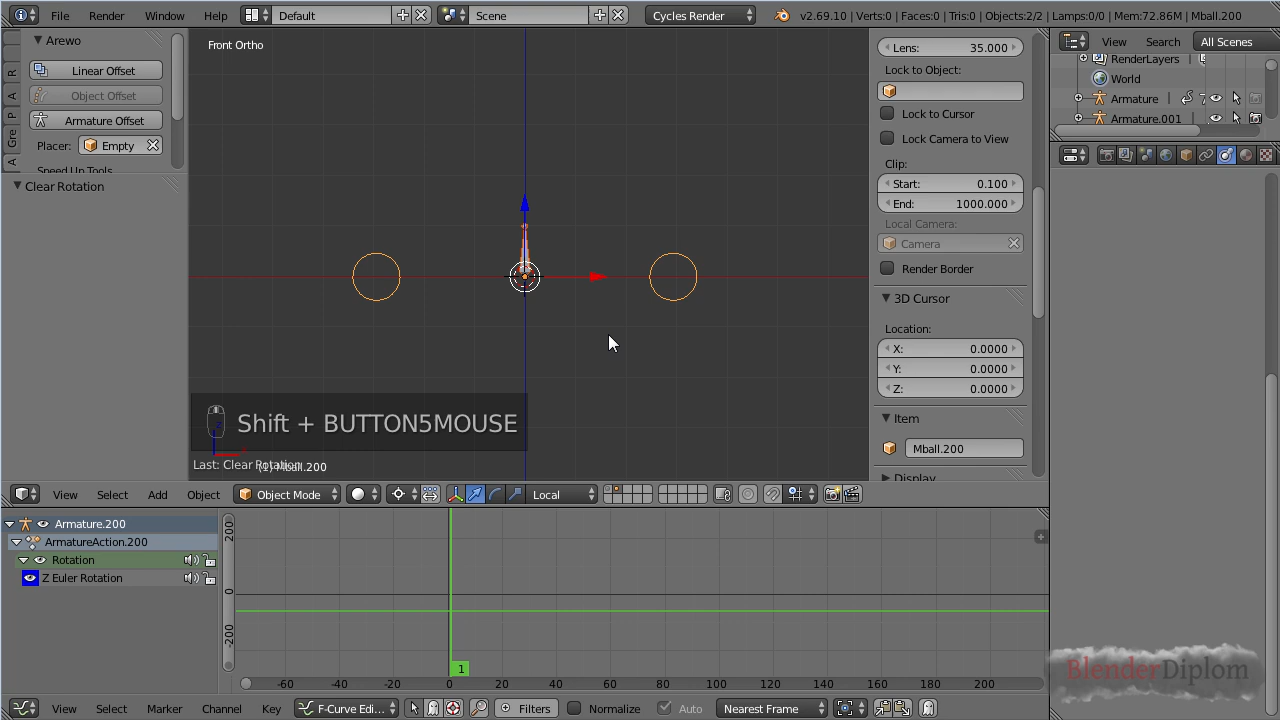 File Render Window Help Default Scene Cycles Render v2.69.10 | Verts:0 | Faces:0 | Tris:0 | Objects:2/2 | Lamps:0/0 | Mem:72.86M | Mball.200
Arewo
Linear Offset
Object Offset
Armature Offset
Placer: Empty
Speed Up Tools
R
A
P
Gre
A
Clear Rotation
Front Ortho
Shift + BUTTON5MOUSE
Last: Clear Rotation
(1) Mball.200
Lens: 35.000
Lock to Object:
Lock to Cursor
Lock Camera to View
Clip:
Start: 0.100
End: 1000.000
Local Camera:
Camera
Render Border
3D Cursor
Location:
X: 0.0000
Y: 0.0000
Z: 0.0000
Item
Mball.200
Display
View Search All Scenes
RenderLayers
World
Armature
Armature.001
View Select Add Object Object Mode Local
Armature.200
ArmatureAction.200
Rotation
Z Euler Rotation
200
0
-200
1
-60 -40 -20 0 20 40 60 80 100 120 140 160 180 200
View Select Marker Channel Key F-Curve Edi... Filters Normalize Auto Nearest Frame
BlenderDiplom